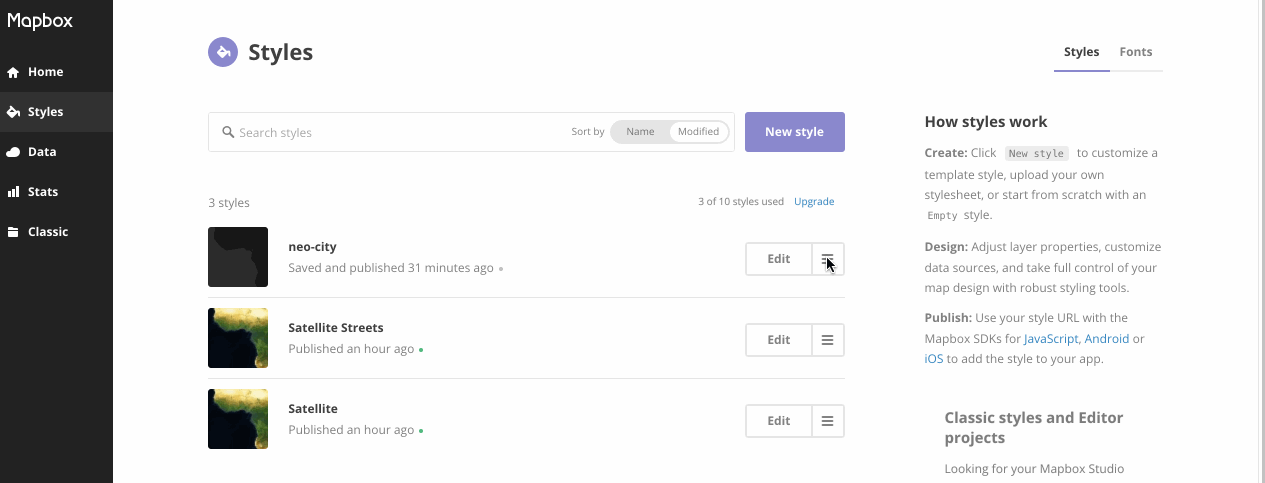 Mapbox
Home
Styles
Data
Stats
Classic
Styles
Styles Fonts
Search styles Sort by Name Modified New style
3 styles 3 of 10 styles used Upgrade
neo-city
Saved and published 31 minutes ago
Edit
Satellite Streets
Published an hour ago
Edit
Satellite
Published an hour ago
Edit
How styles work
Create: Click New style to customize a
template style, upload your own
stylesheet, or start from scratch with an
Empty style.
Design: Adjust layer properties, customize
data sources, and take full control of your
map design with robust styling tools.
Publish: Use your style URL with the
Mapbox SDKs for JavaScript, Android or
iOS to add the style to your app.
Classic styles and Editor
projects
Looking for your Mapbox Studio